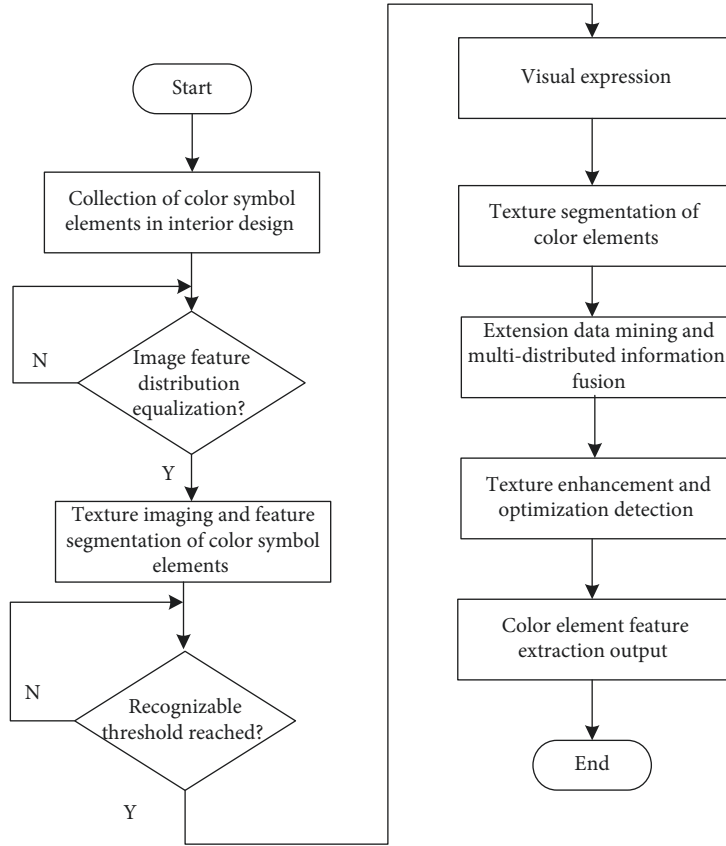 Start
Collection of color symbol
elements in interior design
N
Image feature
distribution
equalization?
Y
Texture imaging and feature
segmentation of color symbol
elements
N
Recognizable
threshold reached?
Y
Visual expression
Texture segmentation of
color elements
Extension data mining and
multi-distributed information
fusion
Texture enhancement and
optimization detection
Color element feature
extraction output
End